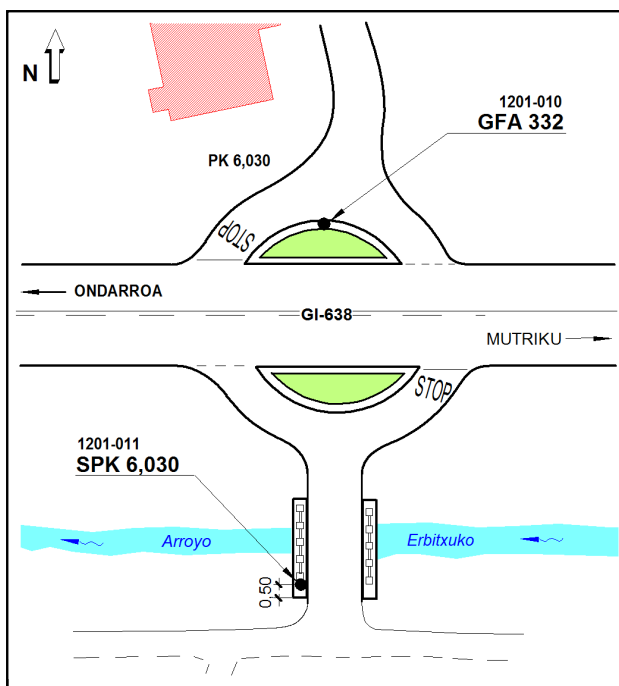 N
1201-010
GFA 332
PK 6,030
STOP
ONDARROA
GI-638
MUTRIKU
STOP
1201-011
SPK 6,030
Arroyo
Erbitxuko
0,50